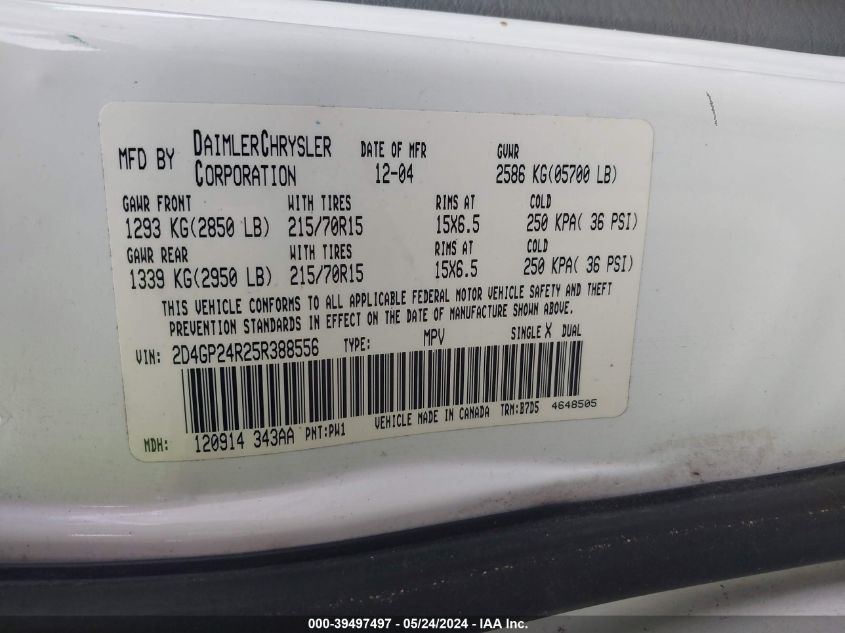 MFD BY DAIMLERCHRYSLER CORPORATION DATE OF MFR 12-04 GVWR 2586 KG(05700 LB)
GAWR FRONT WITH TIRES RIMS AT COLD
1293 KG(2850 LB) 215/70R15 15X6.5 250 KPA( 36 PSI)
GAWR REAR WITH TIRES RIMS AT COLD
1339 KG(2950 LB) 215/70R15 15X6.5 250 KPA( 36 PSI)
THIS VEHICLE CONFORMS TO ALL APPLICABLE FEDERAL MOTOR VEHICLE SAFETY AND THEFT
PREVENTION STANDARDS IN EFFECT ON THE DATE OF MANUFACTURE SHOWN ABOVE.
VIN: 2D4GP24R25R388556 TYPE: MPV SINGLE X DUAL
MDH: 120914 343AA PNT:PW1 VEHICLE MADE IN CANADA TRM:B7D5 4648505
000-39497497 - 05/24/2024 - IAA Inc.